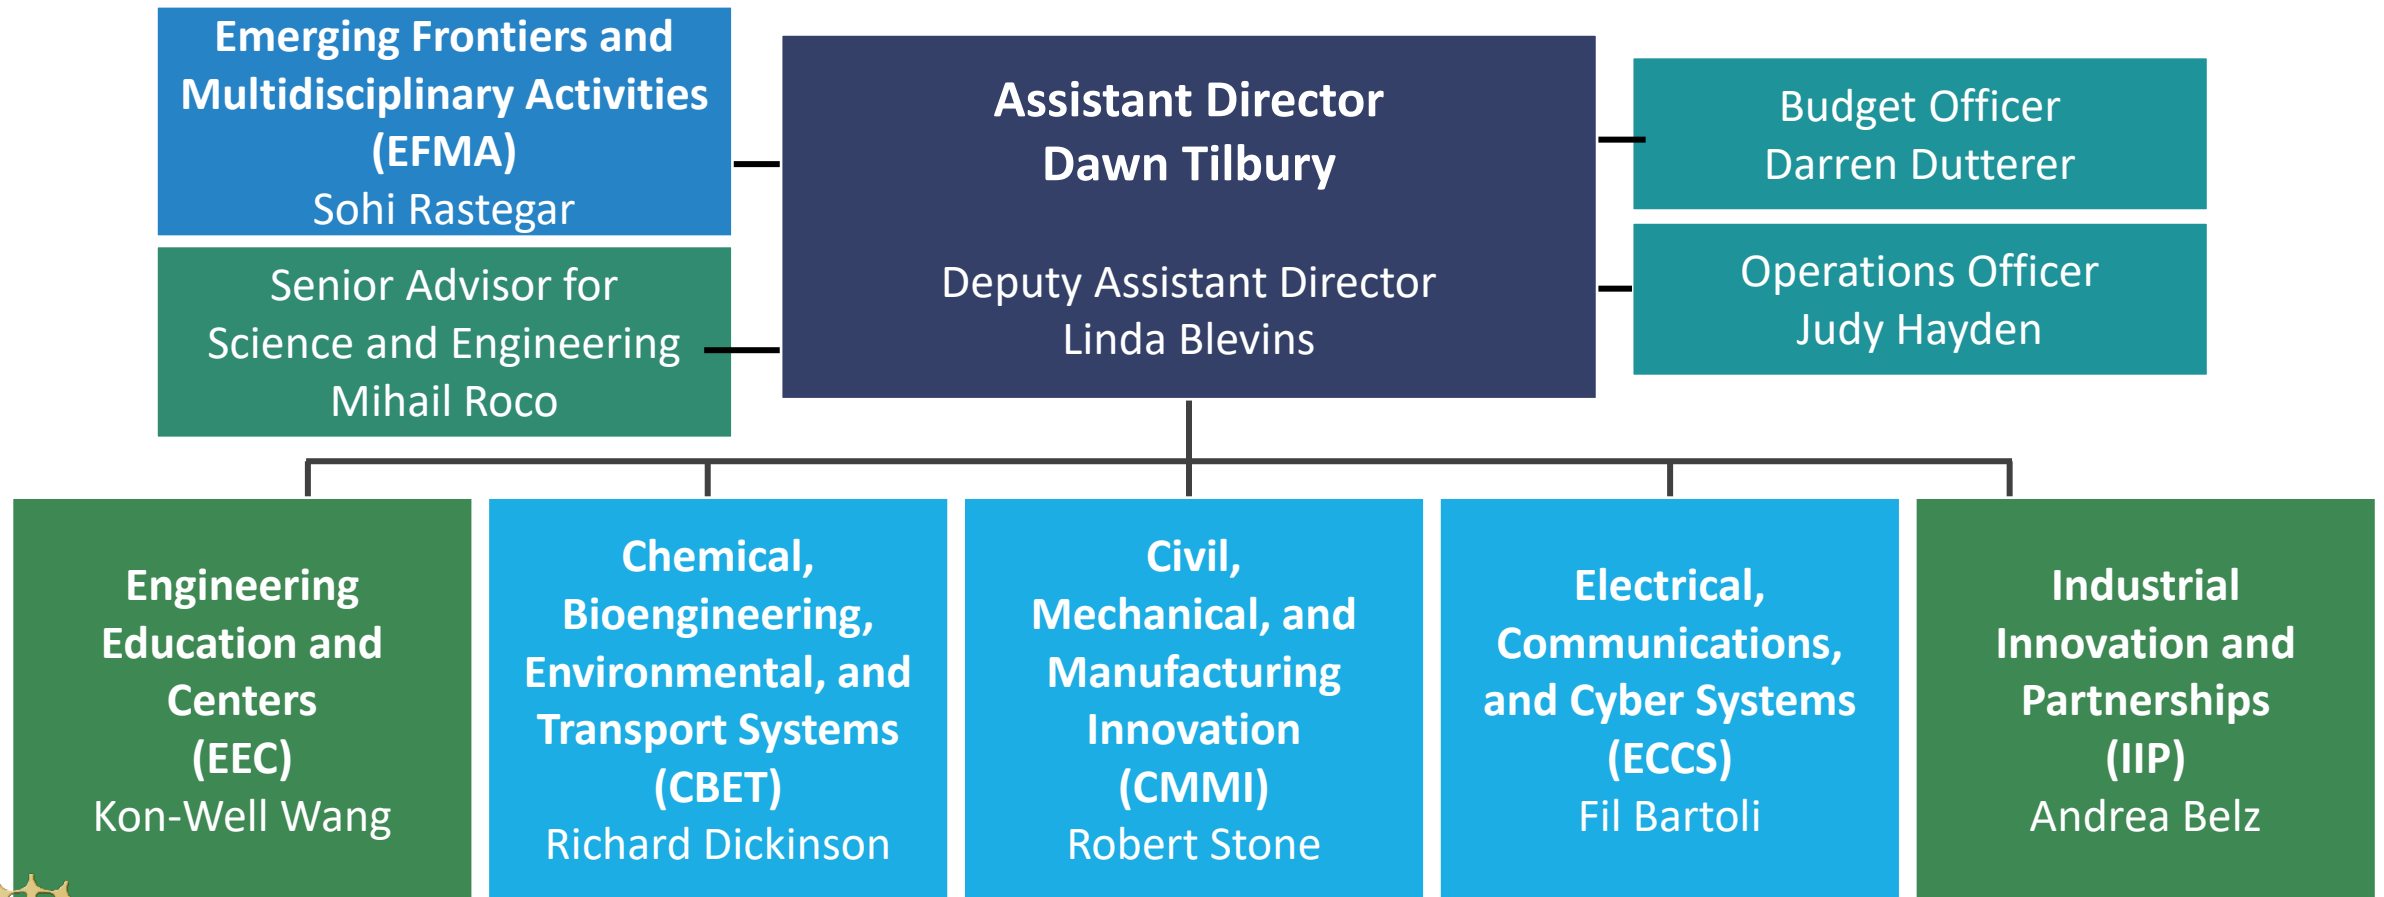 Emerging Frontiers and
Multidisciplinary Activities
(EFMA)
Sohi Rastegar
Senior Advisor for
Science and Engineering
Mihail Roco
Assistant Director
Dawn Tilbury
Deputy Assistant Director
Linda Blevins
Budget Officer
Darren Dutterer
Operations Officer
Judy Hayden
Engineering
Education and
Centers
(EEC)
Kon-Well Wang
Chemical,
Bioengineering,
Environmental, and
Transport Systems
(CBET)
Richard Dickinson
Civil,
Mechanical, and
Manufacturing
Innovation
(CMMI)
Robert Stone
Electrical,
Communications,
and Cyber Systems
(ECCS)
Fil Bartoli
Industrial
Innovation and
Partnerships
(IIP)
Andrea Belz